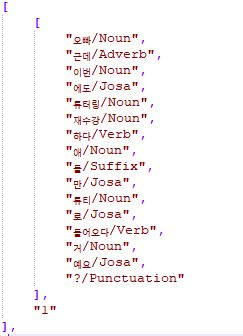 [
[
"오빠/Noun",
"근데/Adverb",
"이번/Noun",
"에도/Josa",
"튜터링/Noun",
"재수강/Noun",
"하다/Verb",
"애/Noun",
"들/Suffix",
"만/Josa",
"튜티/Noun",
"로/Josa",
"들어오다/Verb",
"거/Noun",
"예요/Josa",
"?/Punctuation"
],
"1"
],